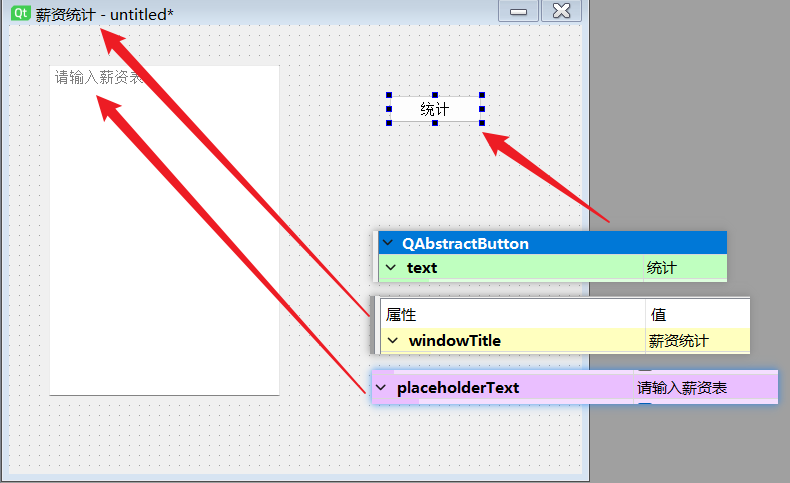 Qt 薪资统计 - untitled*
请输入薪资表
统计
QAbstractButton
text 统计
属性 值
windowTitle 薪资统计
placeholderText 请输入薪资表